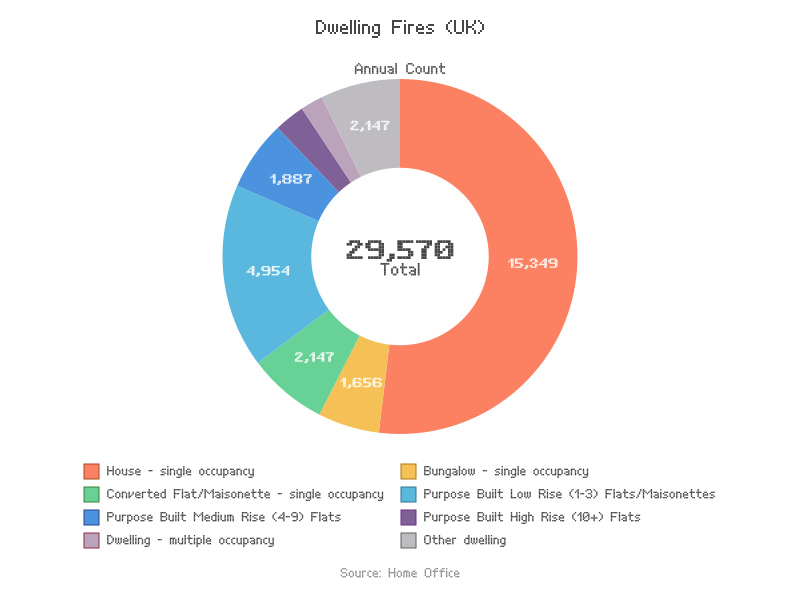 Dwelling Fires (UK)
Annual Count
2,147
1,887
4,954
2,147
1,656
15,349
29,570
Total
House - single occupancy
Bungalow - single occupancy
Converted Flat/Maisonette - single occupancy
Purpose Built Low Rise (1-3) Flats/Maisonettes
Purpose Built Medium Rise (4-9) Flats
Purpose Built High Rise (10+) Flats
Dwelling - multiple occupancy
Other dwelling
Source: Home Office